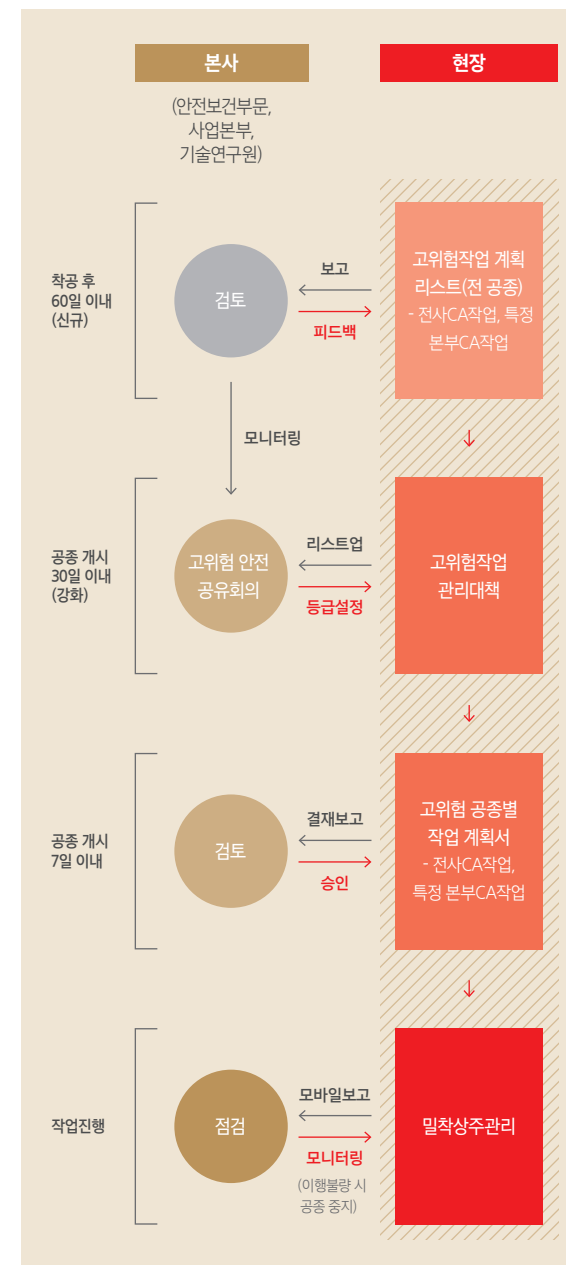 본사
현장
(안전보건부문,
사업본부,
기술연구원)
착공 후
60일 이내
(신규)
검토
보고
피드백
고위험작업 계획
리스트(전 공종)
- 전사CA작업, 특정
본부CA작업
모니터링
공종 개시
30일 이내
(강화)
고위험 안전
공유회의
리스트업
등급설정
고위험작업
관리대책
공종 개시
7일 이내
검토
결재보고
승인
고위험 공종별
작업 계획서
- 전사CA작업,
특정 본부CA작업
작업진행
점검
모바일보고
모니터링
(이행불량 시
공종 중지)
밀착상주관리